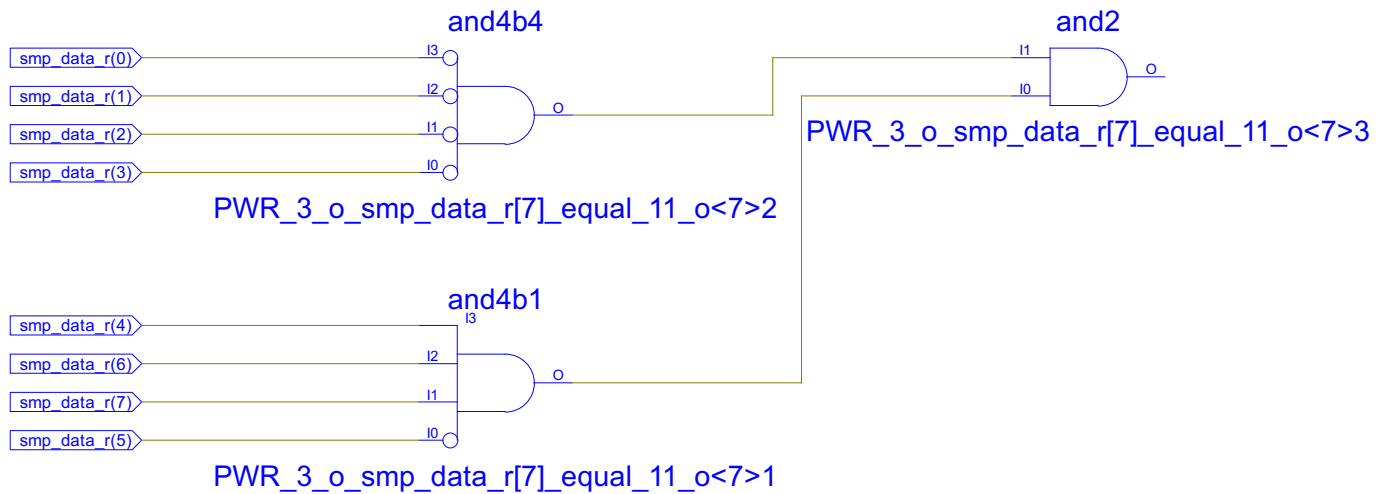 and4b4
and2
smp_data_r(0)
I3
I1
O
smp_data_r(1)
I2
O
I0
smp_data_r(2)
I1
PWR_3_o_smp_data_r[7]_equal_11_o<7>3
smp_data_r(3)
I0
PWR_3_o_smp_data_r[7]_equal_11_o<7>2
and4b1
smp_data_r(4)
I3
smp_data_r(6)
I2
O
smp_data_r(7)
I1
smp_data_r(5)
I0
PWR_3_o_smp_data_r[7]_equal_11_o<7>1